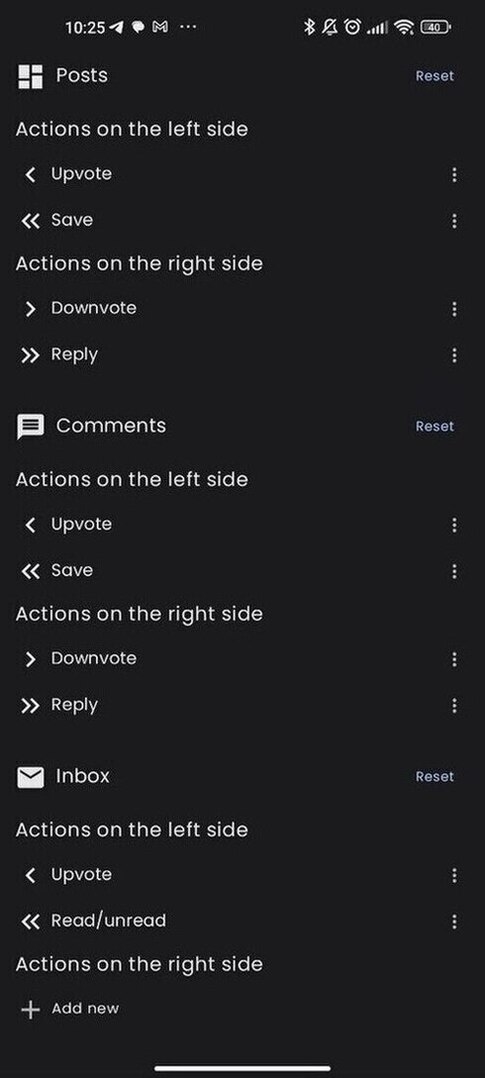 10:25
40
Posts
Reset
Actions on the left side
Upvote
Save
Actions on the right side
Downvote
Reply
Comments
Reset
Actions on the left side
Upvote
Save
Actions on the right side
Downvote
Reply
Inbox
Reset
Actions on the left side
Upvote
Read/unread
Actions on the right side
Add new